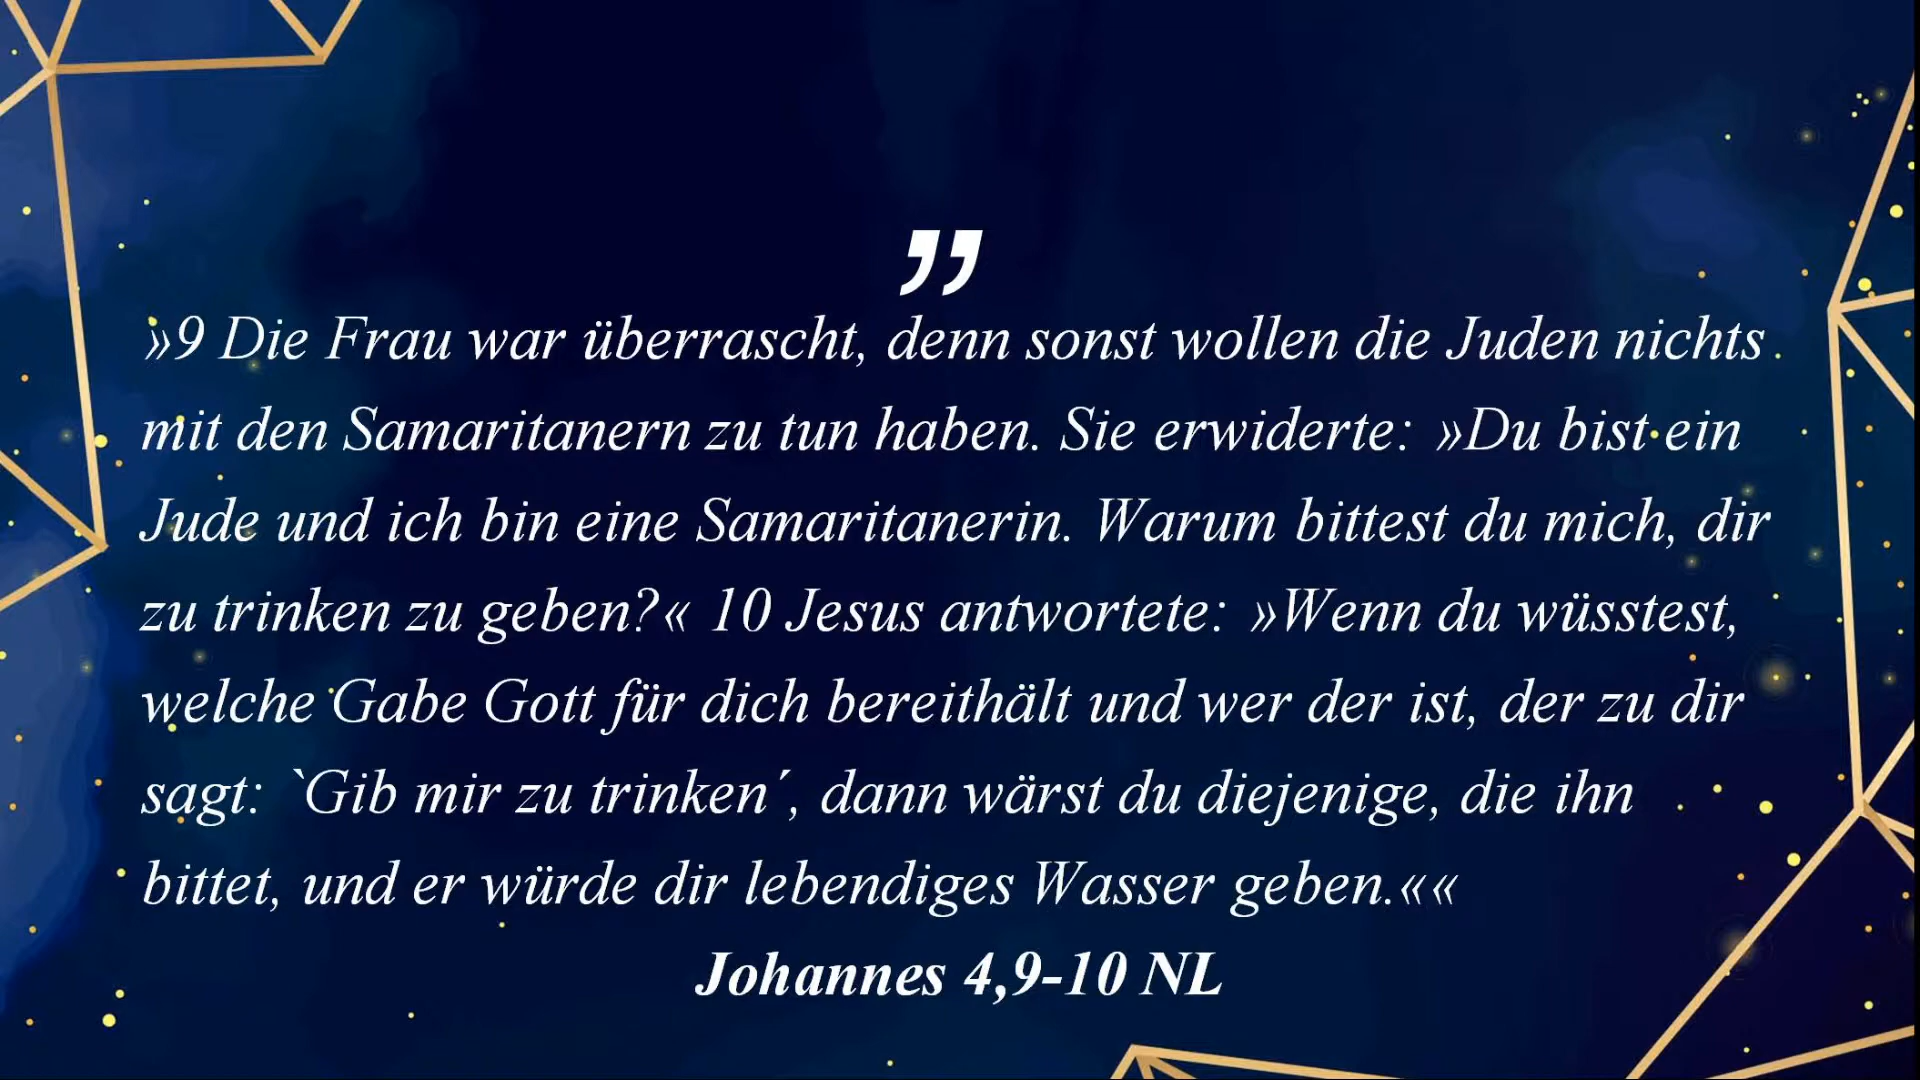 ”
»9 Die Frau war überrascht, denn sonst wollen die Juden nichts
mit den Samaritanern zu tun haben. Sie erwiderte: »Du bist ein
Jude und ich bin eine Samaritanerin. Warum bittest du mich, dir
zu trinken zu geben?« 10 Jesus antwortete: »Wenn du wüsstest,
welche Gabe Gott für dich bereithält und wer der ist, der zu dir
sagt: `Gib mir zu trinken´, dann wärst du diejenige, die ihn
bittet, und er würde dir lebendiges Wasser geben.««
Johannes 4,9-10 NL